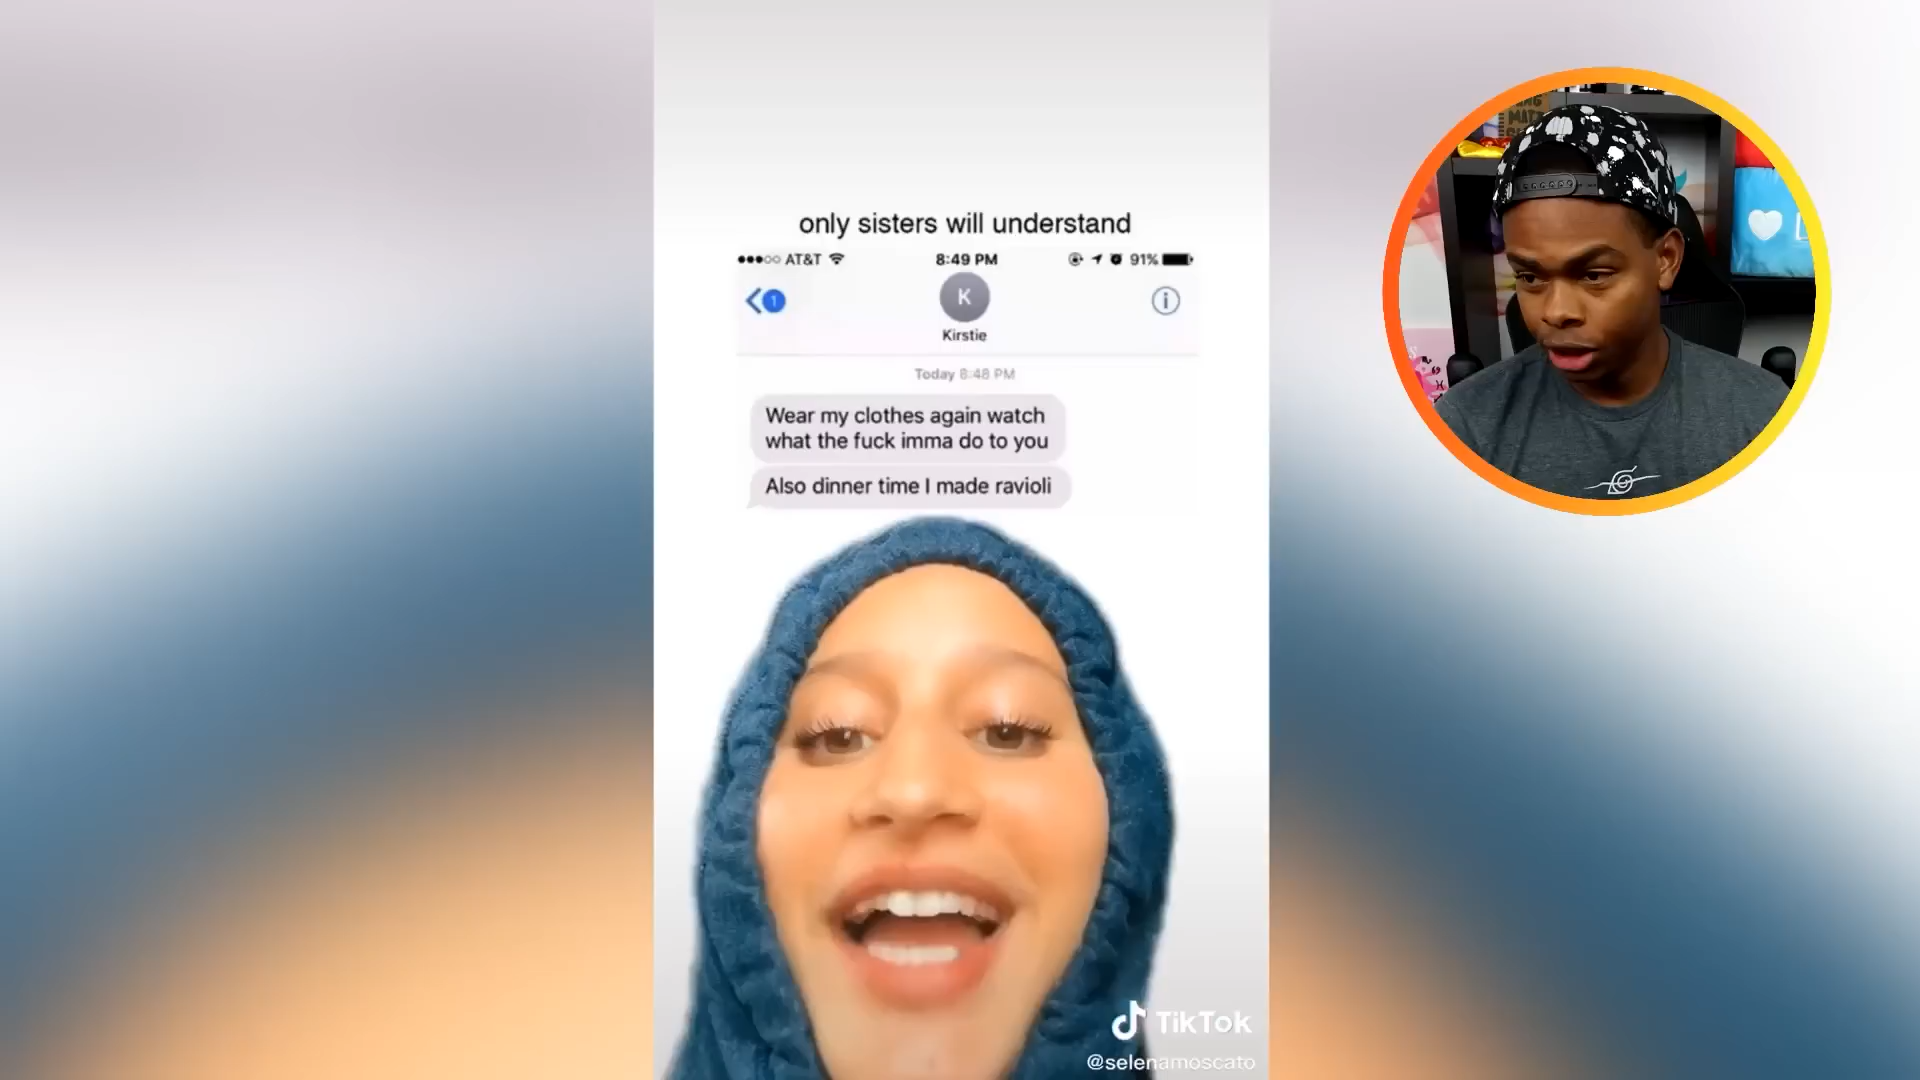 only sisters will understand
AT&T 8:49 PM 91%
1
K
i
Kirstie
Today 8:48 PM
Wear my clothes again watch
what the fuck imma do to you
Also dinner time I made ravioli
TikTok
@selenamoscato